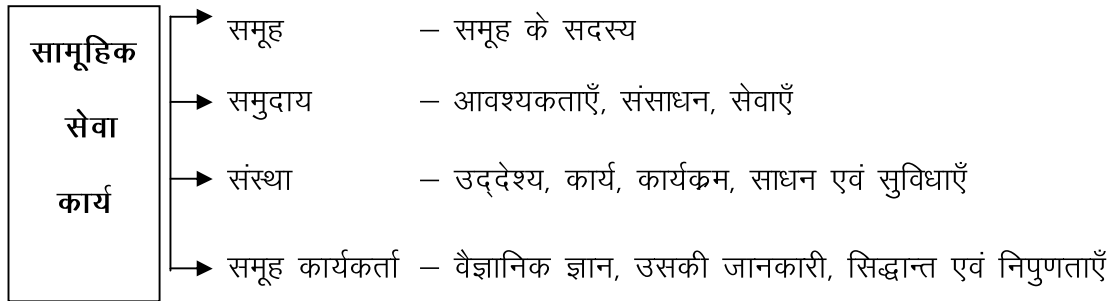 सामूहिक
सेवा
कार्य
समूह – समूह के सदस्य
समुदाय – आवश्यकताएँ, संसाधन, सेवाएँ
संस्था – उद्देश्य, कार्य, कार्यक्रम, साधन एवं सुविधाएँ
समूह कार्यकर्ता – वैज्ञानिक ज्ञान, उसकी जानकारी, सिद्धान्त एवं निपुणताएँ